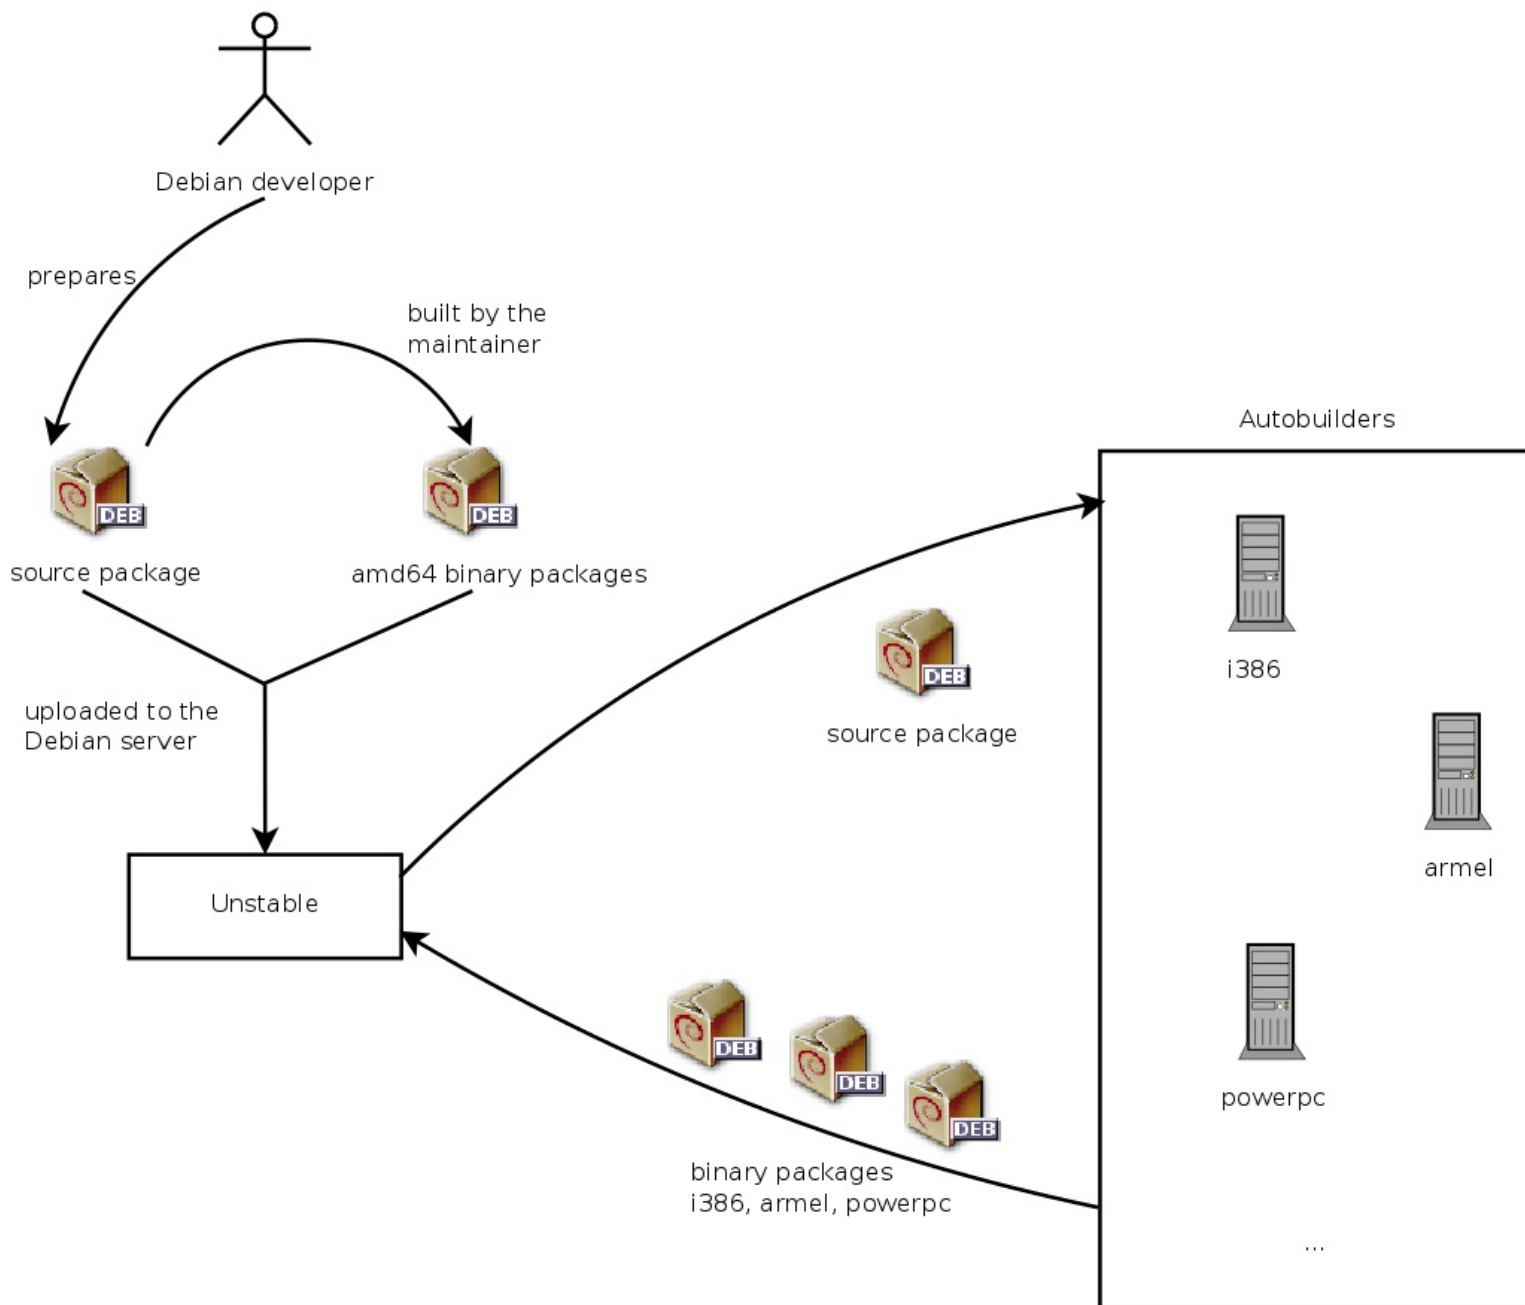 Debian developer
prepares
built by the
maintainer
DEB
DEB
source package
amd64 binary packages
uploaded to the
Debian server
Unstable
Autobuilders
i386
DEB
source package
armel
powerpc
DEB
DEB
DEB
binary packages
i386, armel, powerpc
...